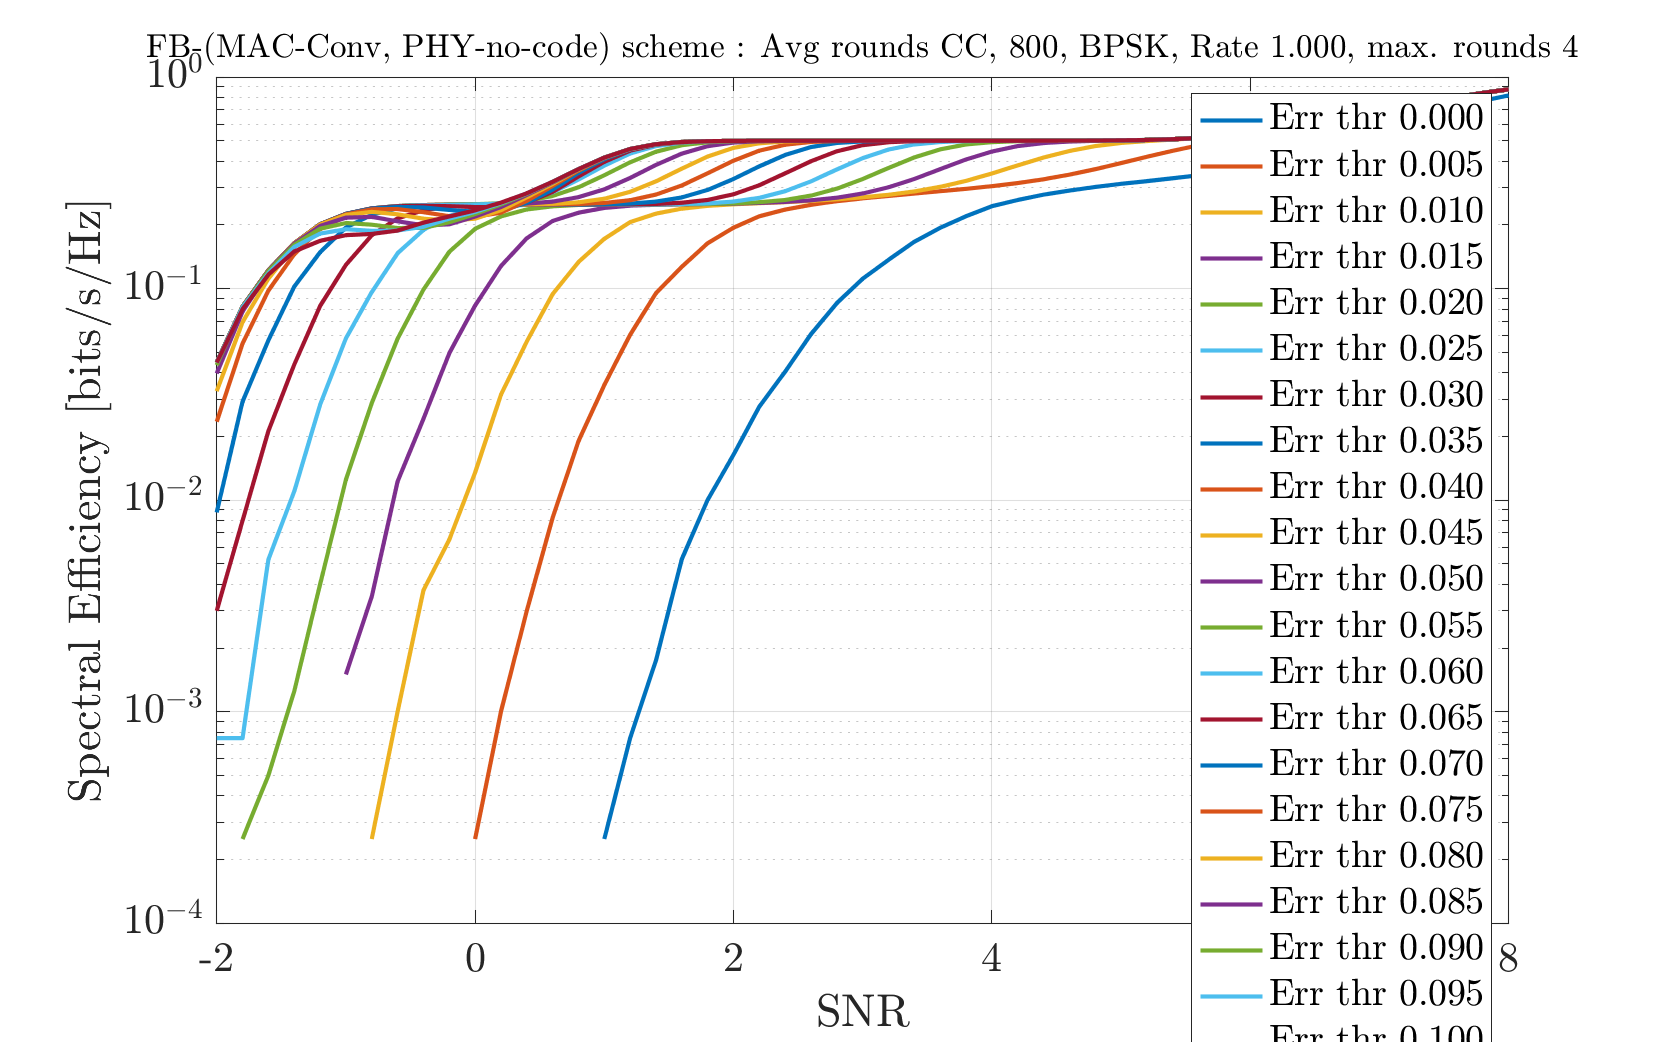 FB-(MAC-Conv, PHY-no-code) scheme : Avg rounds CC, 800, BPSK, Rate 1.000, max. rounds 4
10^0
10^{-1}
10^{-2}
10^{-3}
10^{-4}
Spectral Efficiency [bits/s/Hz]
-2 0 2 4 8
SNR
Err thr 0.000
Err thr 0.005
Err thr 0.010
Err thr 0.015
Err thr 0.020
Err thr 0.025
Err thr 0.030
Err thr 0.035
Err thr 0.040
Err thr 0.045
Err thr 0.050
Err thr 0.055
Err thr 0.060
Err thr 0.065
Err thr 0.070
Err thr 0.075
Err thr 0.080
Err thr 0.085
Err thr 0.090
Err thr 0.095
Err thr 0.100